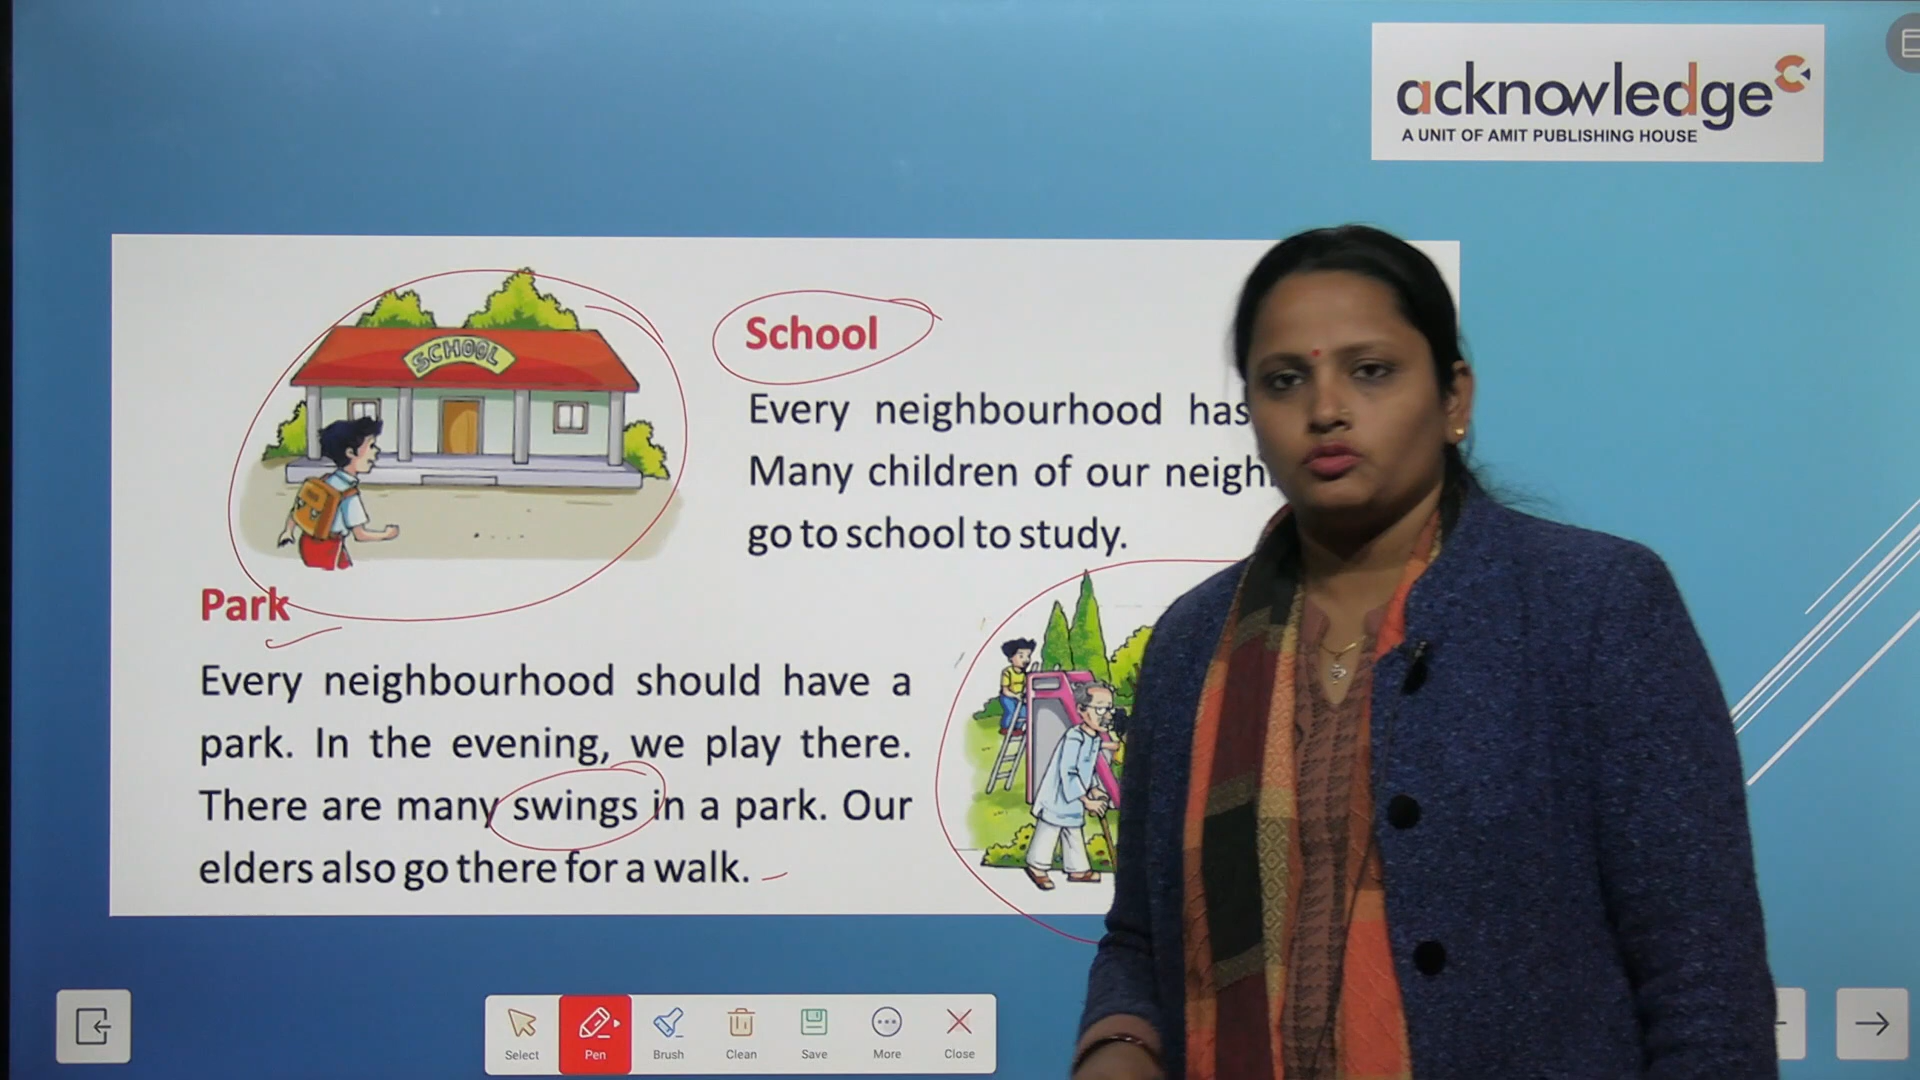 acknowledge
A UNIT OF AMIT PUBLISHING HOUSE
SCHOOL
School
Every neighbourhood has
Many children of our neigh
go to school to study.
Park
Every neighbourhood should have a
park. In the evening, we play there.
There are many swings in a park. Our
elders also go there for a walk.
Select
Pen
Brush
Clean
Save
More
Close